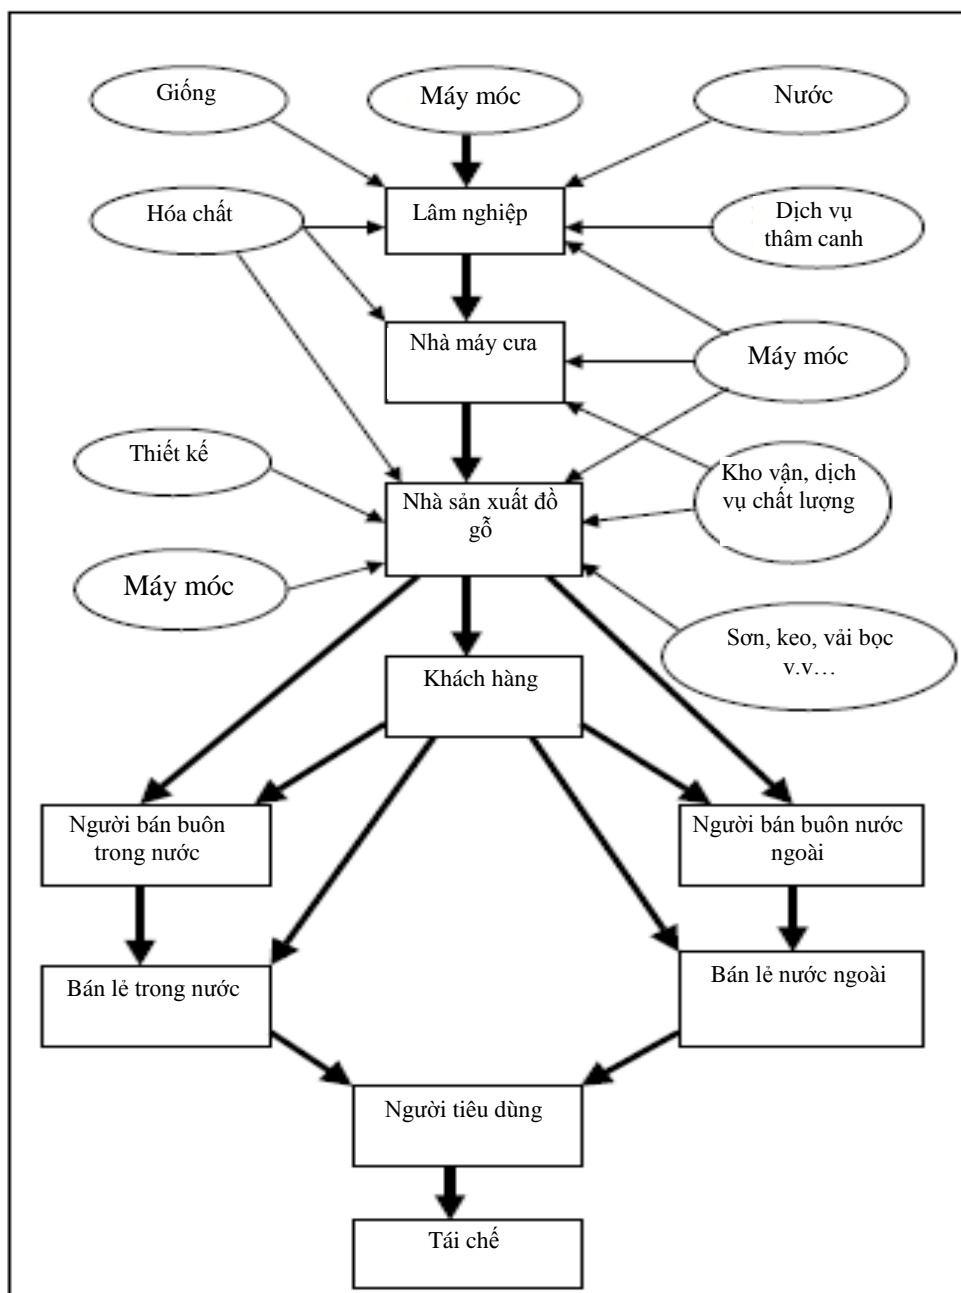 Giống
Máy móc
Nước
Hóa chất
Lâm nghiệp
Dịch vụ
thâm canh
Nhà máy cưa
Máy móc
Thiết kế
Nhà sản xuất đồ
gỗ
Kho vận, dịch
vụ chất lượng
Máy móc
Sơn, keo, vải bọc
v.v…
Khách hàng
Người bán buôn
trong nước
Người bán buôn nước
ngoài
Bán lẻ trong nước
Bán lẻ nước ngoài
Người tiêu dùng
Tái chế